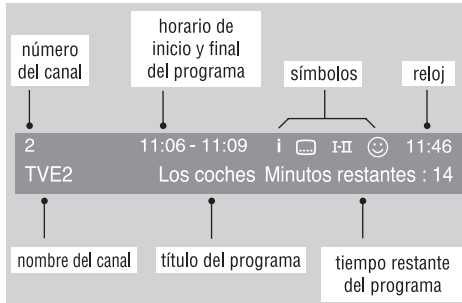 número
del canal
horario de
inicio y final
del programa
símbolos
reloj
2 11:06 - 11:09 i I-II 11:46
TVE2 Los coches Minutos restantes : 14
nombre del canal
título del programa
tiempo restante
del programa